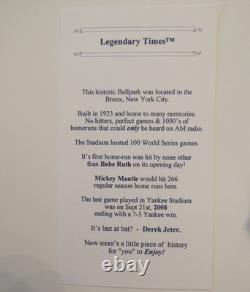 Legendary Times™
This historic Ballpark was located in the
Bronx, New York City.
Built in 1923 and home to many memories.
No hitters, perfect games & 1000's of
homeruns that could only be heard on AM radio.
The Stadium hosted 100 World Series games.
It's first home-run was hit by none other
than Babe Ruth on its opening day!
Mickey Mantle would hit 266
regular season home runs here.
The last game played in Yankee Stadium
was on Sept 21st, 2008
ending with a 7-3 Yankee win.
It's last at bat? - Derek Jeter.
Now nenn's a little piece of history
for "you" to Enjoy!
© dagsm.com